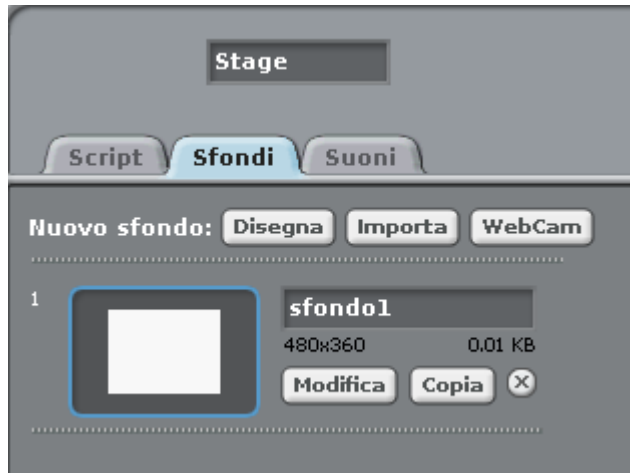 Stage
Script Sfondi Suoni
Nuovo sfondo: Disegna Importa WebCam
1
sfondo1
480x360 0.01 KB
Modifica Copia